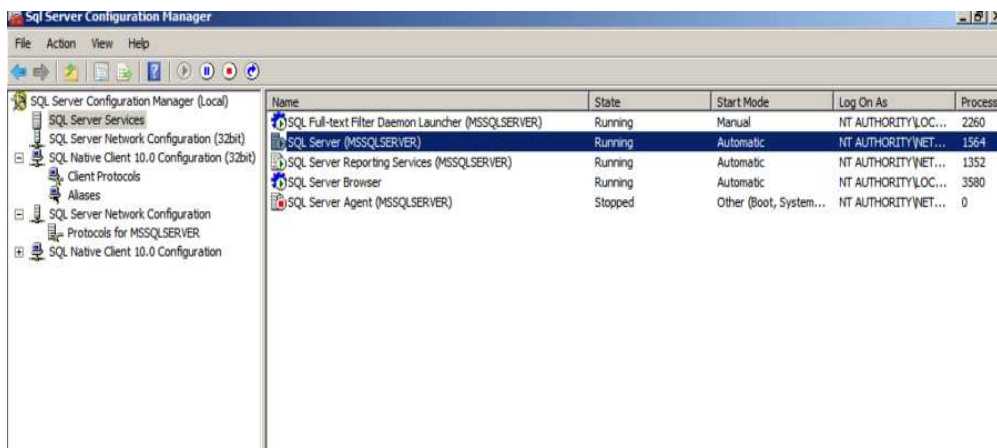 Sql Server Configuration Manager
File Action View Help
SQL Server Configuration Manager (Local)
SQL Server Services
SQL Server Network Configuration (32bit)
SQL Native Client 10.0 Configuration (32bit)
Client Protocols
Aliases
SQL Server Network Configuration
Protocols for MSSQLSERVER
SQL Native Client 10.0 Configuration
Name State Start Mode Log On As Process
SQL Full-text Filter Daemon Launcher (MSSQLSERVER) Running Manual NT AUTHORITY\LOC... 2260
SQL Server (MSSQLSERVER) Running Automatic NT AUTHORITY\NET... 1564
SQL Server Reporting Services (MSSQLSERVER) Running Automatic NT AUTHORITY\NET... 1352
SQL Server Browser Running Automatic NT AUTHORITY\LOC... 3580
SQL Server Agent (MSSQLSERVER) Stopped Other (Boot, System... NT AUTHORITY\NET... 0